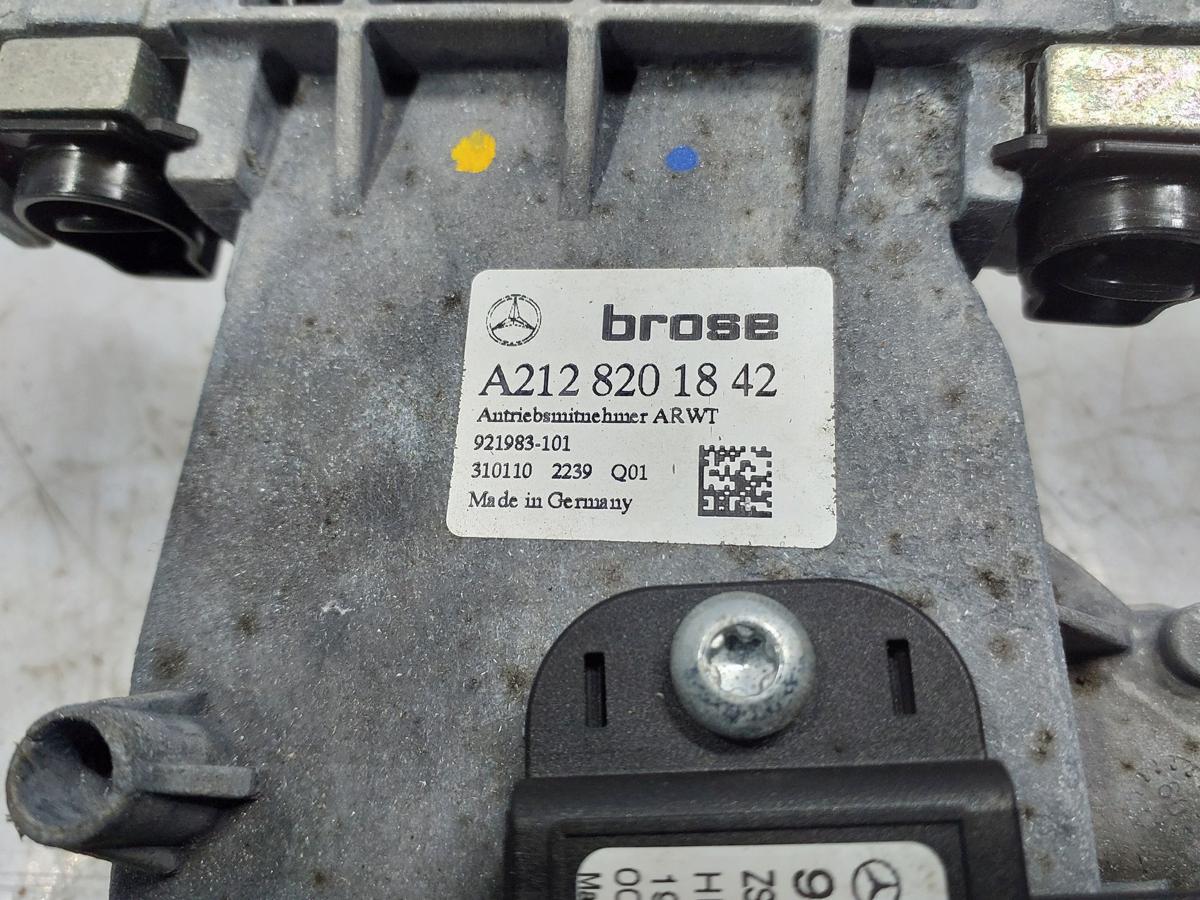 brose
A212 820 18 42
Antriebsmitnehmer ARWT
921983-101
310110 2239 Q01
Made in Germany